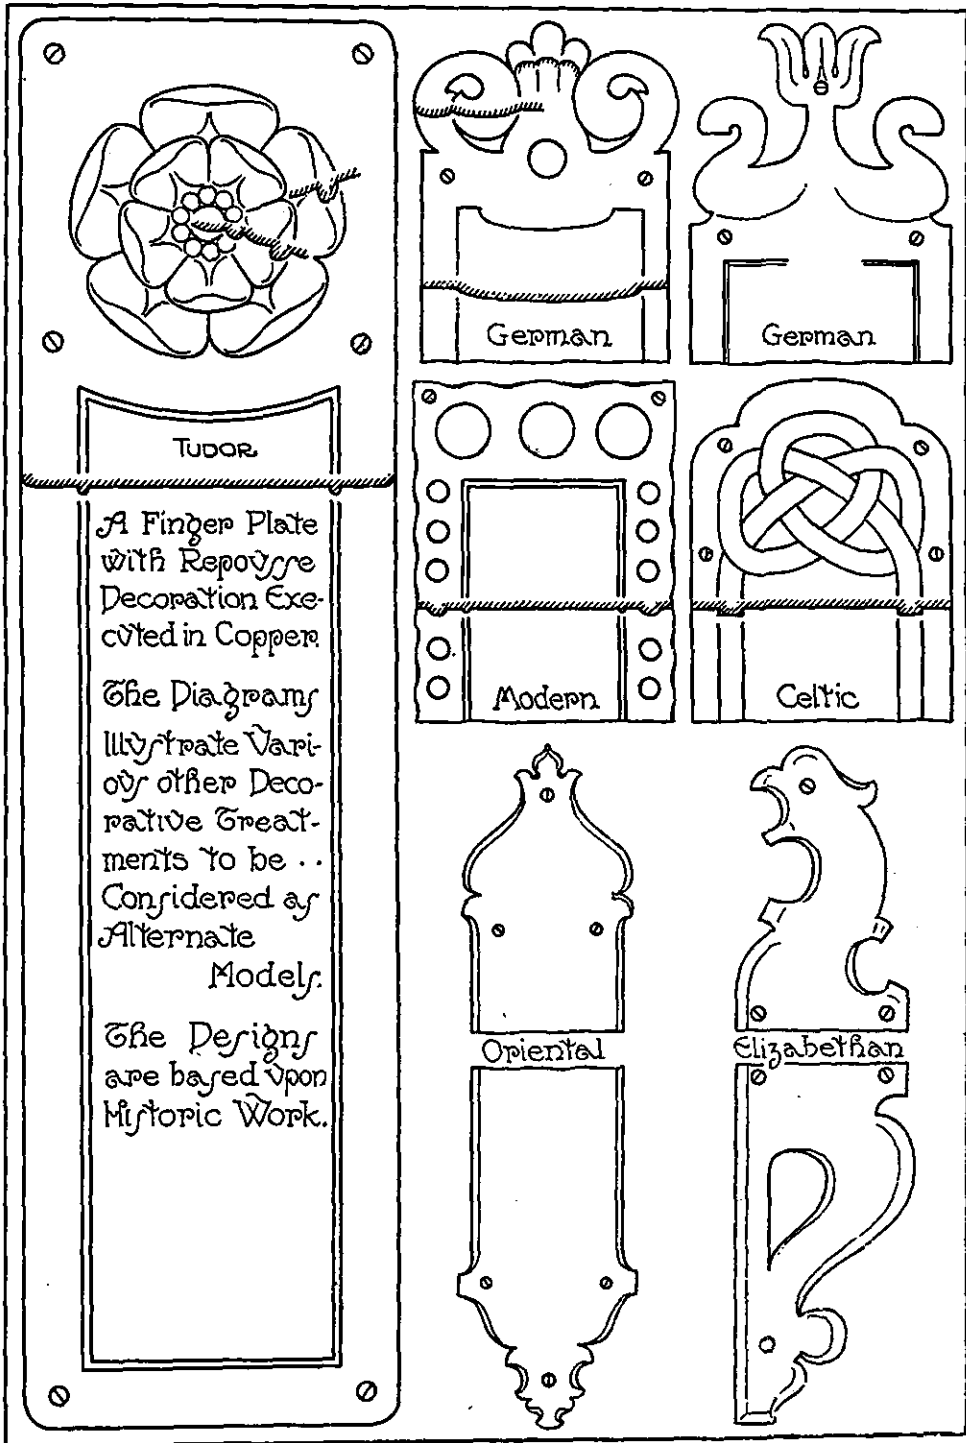 TUDOR
A Finger Plate
with Repousse
Decoration Exe-
cuted in Copper.
The Diagrams
Illustrate Vari-
ous other Deco-
rative Treat-
ments to be ..
Considered as
Alternate
Models.
The Designs
are based upon
Historic Work.
German
German
Modern
Celtic
Oriental
Elizabethan